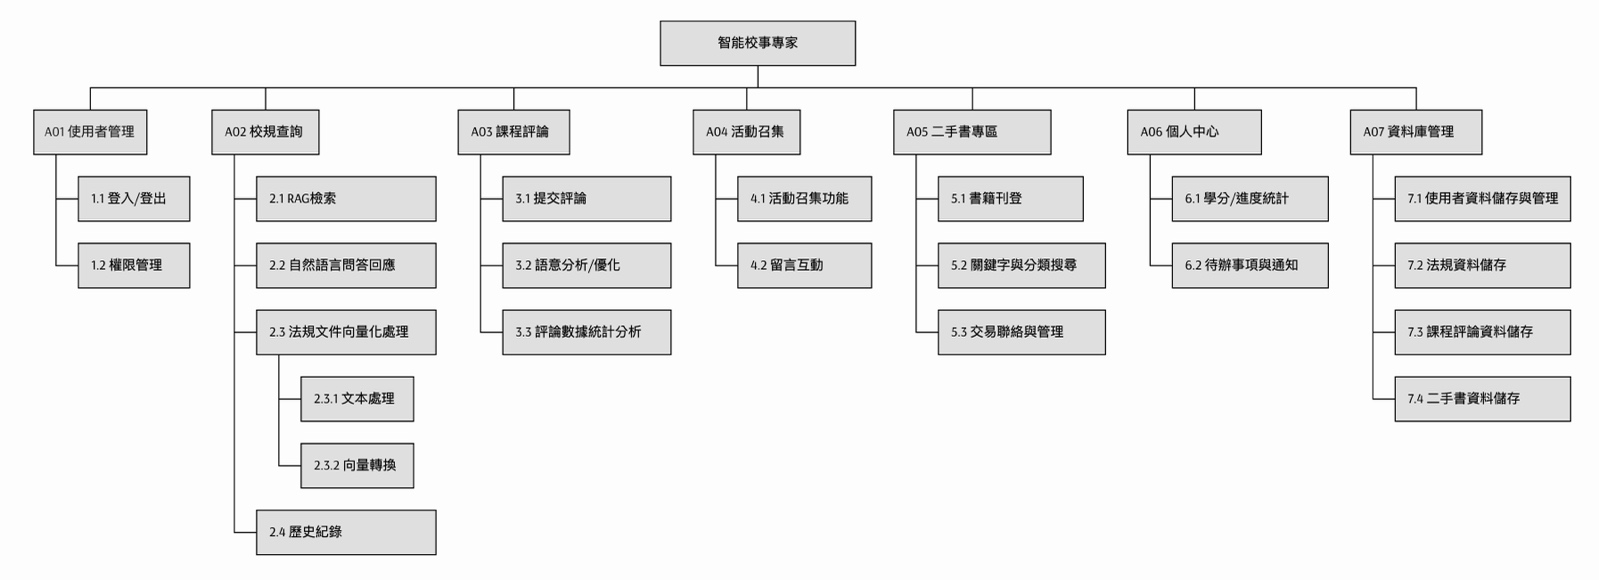 智能校事專家
A01 使用者管理
1.1 登入/登出
1.2 權限管理
A02 校規查詢
2.1 RAG檢索
2.2 自然語言問答回應
2.3 法規文件向量化處理
2.3.1 文本處理
2.3.2 向量轉換
2.4 歷史紀錄
A03 課程評論
3.1 提交評論
3.2 語意分析/優化
3.3 評論數據統計分析
A04 活動召集
4.1 活動召集功能
4.2 留言互動
A05 二手書專區
5.1 書籍刊登
5.2 關鍵字與分類搜尋
5.3 交易聯絡與管理
A06 個人中心
6.1 學分/進度統計
6.2 待辦事項與通知
A07 資料庫管理
7.1 使用者資料儲存與管理
7.2 法規資料儲存
7.3 課程評論資料儲存
7.4 二手書資料儲存